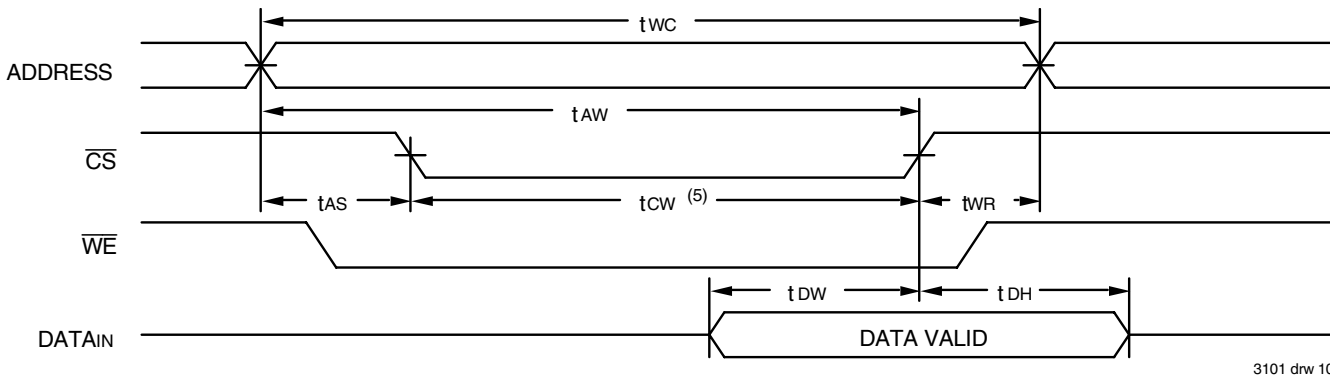 tWC
ADDRESS
tAW
CS
tAS tCW (5) tWR
WE
tDW tDH
DATAIN DATA VALID
3101 drw 10